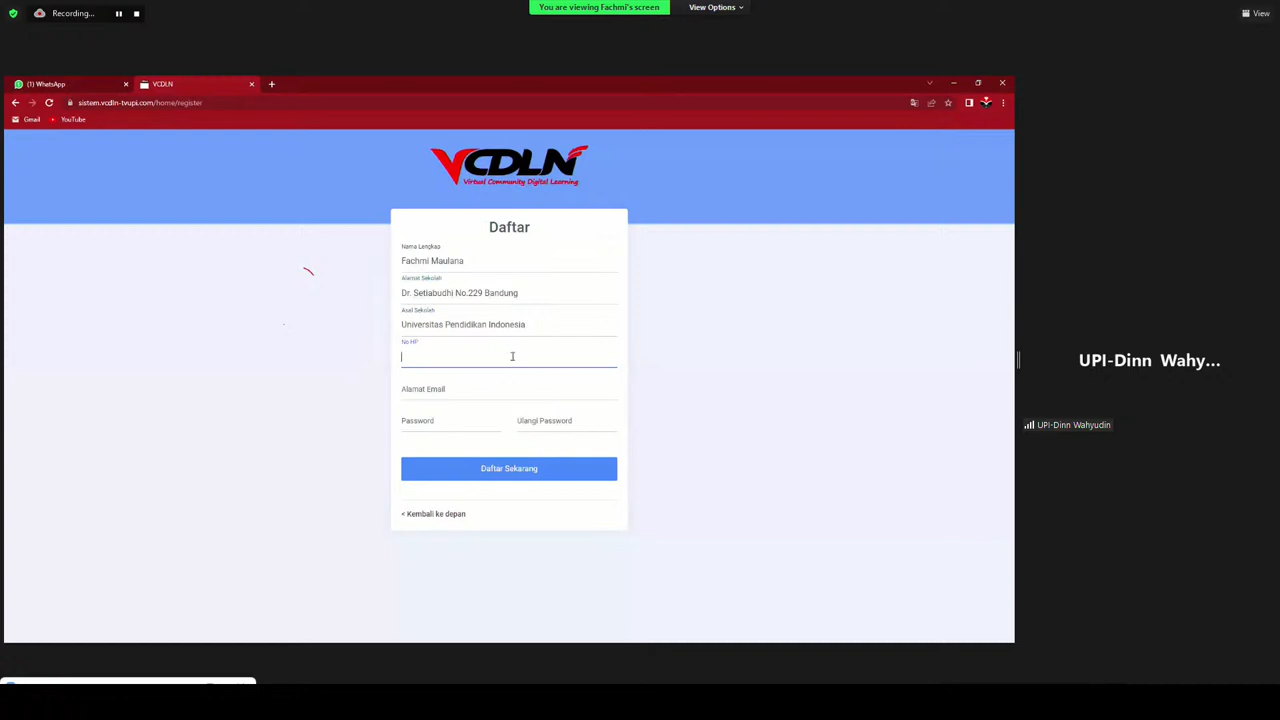 Recording...
You are viewing Fachmi's screen
View Options
View
WhatsApp
VCDLN
sistem.vcdln-tvupi.com/home/register
Gmail
YouTube
VCDLN
Virtual Community Digital Learning
Daftar
Nama Lengkap
Fachmi Maulana
Alamat Sekolah
Dr. Setiabudhi No.229 Bandung
Asal Sekolah
Universitas Pendidikan Indonesia
No HP
Alamat Email
Password
Ulangi Password
Daftar Sekarang
< Kembali ke depan
UPI-Dinn Wahy...
UPI-Dinn Wahyudin